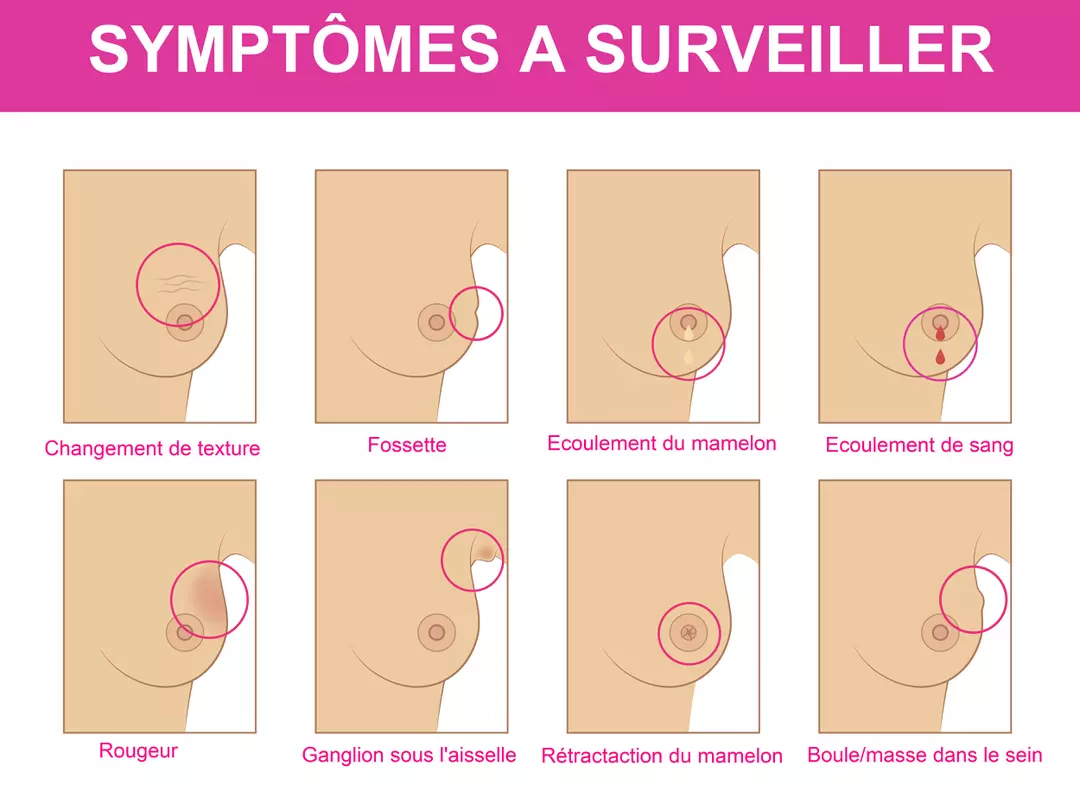 SYMPTÔMES A SURVEILLER
Changement de texture
Fossette
Ecoulement du mamelon
Ecoulement de sang
Rougeur
Ganglion sous l'aisselle
Rétractaction du mamelon
Boule/masse dans le sein